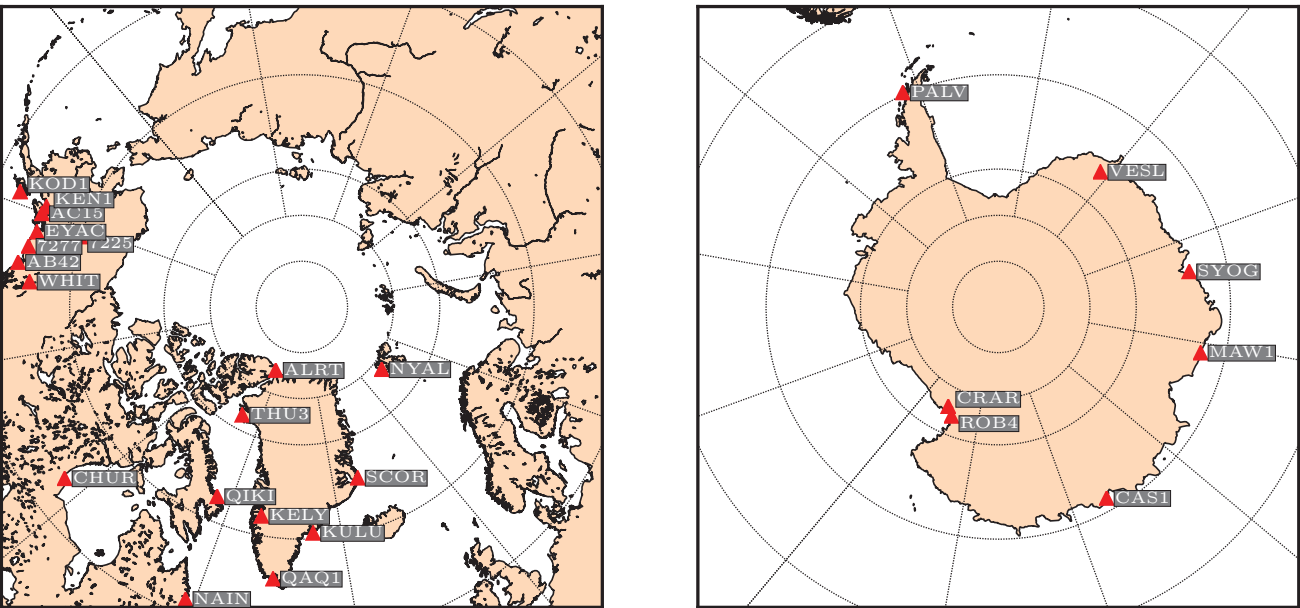 KOD1
KEN1
AC15
EYAC
7277 7225
AB42
WHIT
ALRT
NYAL
THU3
CHUR
SCOR
QIKI
KELY
KULU
QAQ1
NAIN
PALV
VESL
SYOG
MAW1
CRAR
ROB4
CAS1